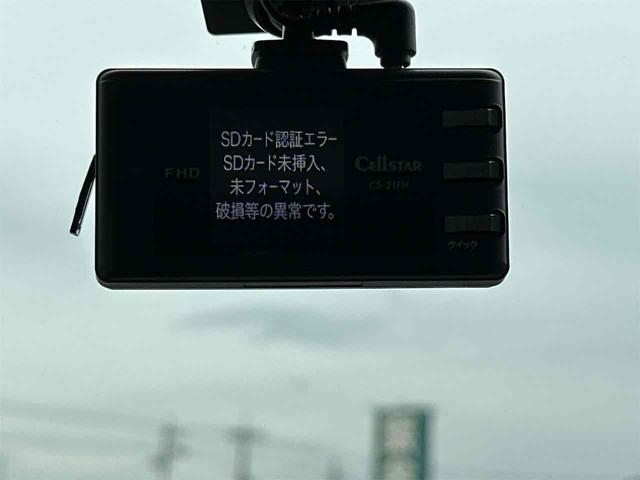 SDカード認証エラー
SDカード未挿入、
未フォーマット、
破損等の異常です。
FHD
CELLSTAR
CS-21FH
クイック